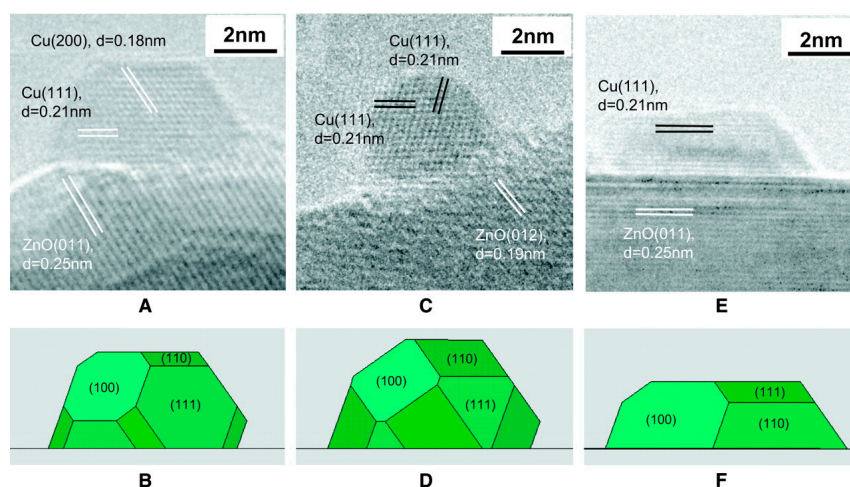 Cu(200), d=0.18nm
2nm
Cu(111),
d=0.21nm
ZnO(011),
d=0.25nm
A
Cu(111),
d=0.21nm
2nm
Cu(111),
d=0.21nm
ZnO(012),
d=0.19nm
C
Cu(111),
d=0.21nm
2nm
ZnO(011),
d=0.25nm
E
(110)
(100)
(111)
B
(110)
(100)
(111)
D
(111)
(100)
(110)
F